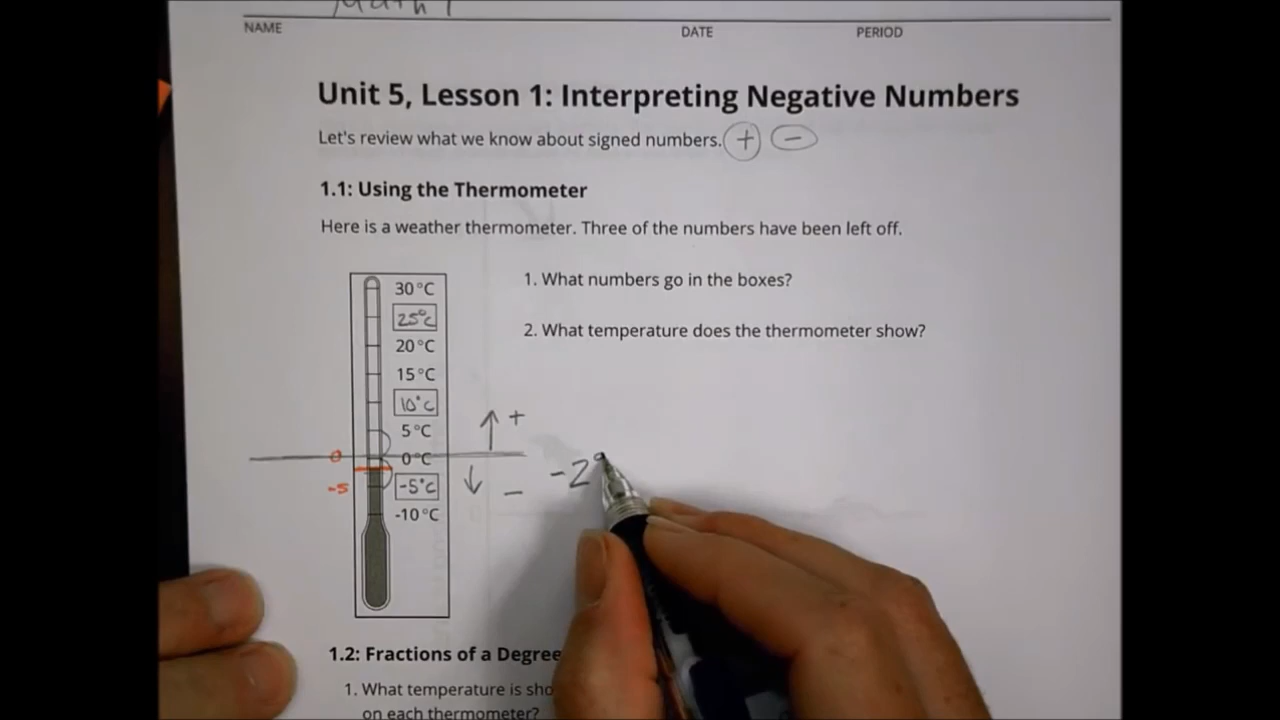 Math 1
NAME DATE PERIOD
Unit 5, Lesson 1: Interpreting Negative Numbers
Let's review what we know about signed numbers. + −
1.1: Using the Thermometer
Here is a weather thermometer. Three of the numbers have been left off.
1. What numbers go in the boxes?
2. What temperature does the thermometer show?
30°C
25°C
20°C
15°C
10°C
5°C
0°C
-5°C
-10°C
0
-5
↑ +
↓ −
-2°
1.2: Fractions of a Degree
1. What temperature is
on each thermometer?